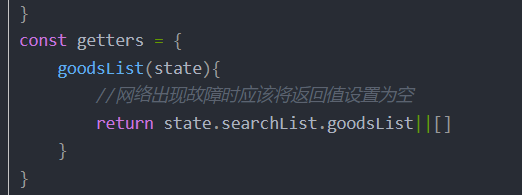 }
const getters = {
goodsList(state){
//网络出现故障时应该将返回值设置为空
return state.searchList.goodsList||[]
}
}